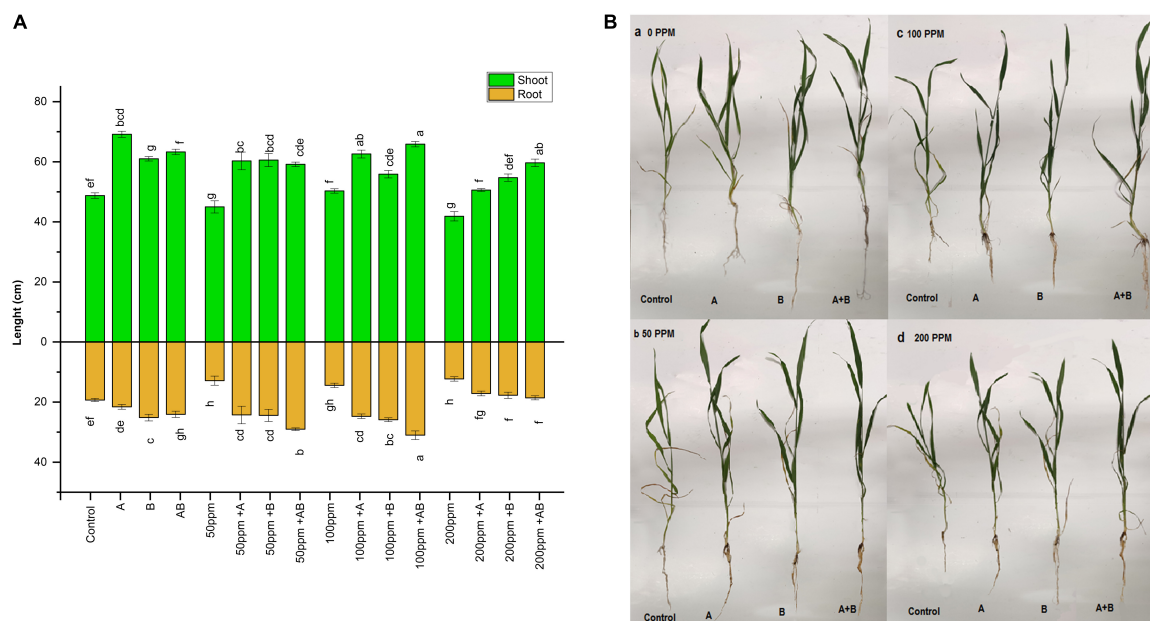 A
Shoot
Root
Lenght (cm)
80
60
40
20
0
20
40
ef
bcd
g
f
g
bc
bcd
cde
f
ab
cde
a
g
f
def
ab
ef
de
c
gh
h
cd
cd
b
gh
cd
bc
a
h
fg
f
f
Control
A
B
AB
50ppm
50ppm +A
50ppm +B
50ppm +AB
100ppm
100ppm +A
100ppm +B
100ppm +AB
200ppm
200ppm +A
200ppm +B
200ppm +AB
B
a 0 PPM
Control A B A+B
c 100 PPM
Control A B A+B
b 50 PPM
Control A B A+B
d 200 PPM
Control A B A+B